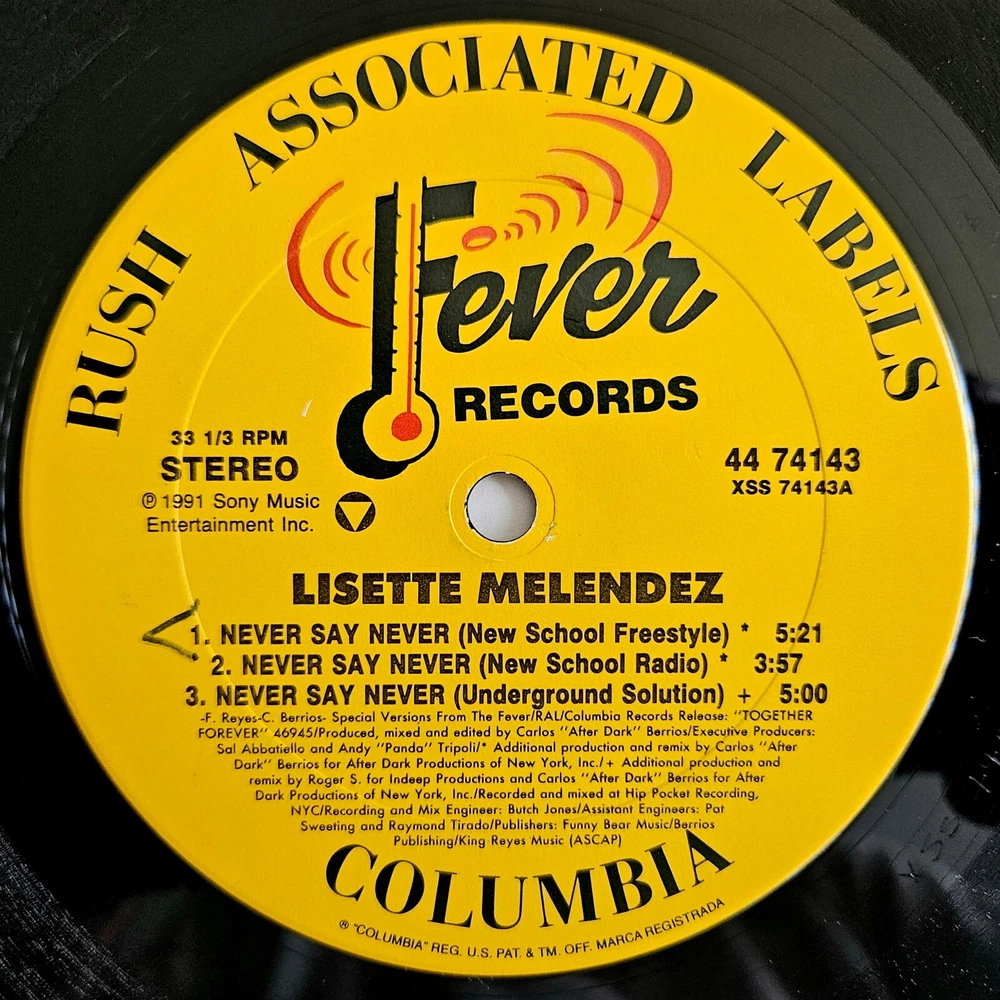 RUSH ASSOCIATED LABELS
Fever
RECORDS
33 1/3 RPM
STEREO
℗ 1991 Sony Music
Entertainment Inc.
44 74143
XSS 74143A
LISETTE MELENDEZ
1. NEVER SAY NEVER (New School Freestyle) * 5:21
2. NEVER SAY NEVER (New School Radio) * 3:57
3. NEVER SAY NEVER (Underground Solution) + 5:00
-F. Reyes-C. Berrios- Special Versions From The Fever/RAL/Columbia Records Release: "TOGETHER
FOREVER" 46945/Produced, mixed and edited by Carlos "After Dark" Berrios/Executive Producers:
Sal Abbatiello and Andy "Panda" Tripoli/* Additional production and remix by Carlos "After
Dark" Berrios for After Dark Productions of New York, Inc./+ Additional production and
remix by Roger S. for Indeep Productions and Carlos "After Dark" Berrios for After
Dark Productions of New York, Inc./Recorded and mixed at Hip Pocket Recording,
NYC/Recording and Mix Engineer: Butch Jones/Assistant Engineers: Pat
Sweeting and Raymond Tirado/Publishers: Funny Bear Music/Berrios
Publishing/King Reyes Music (ASCAP)
COLUMBIA
® "COLUMBIA" REG. U.S. PAT. & TM. OFF. MARCA REGISTRADA